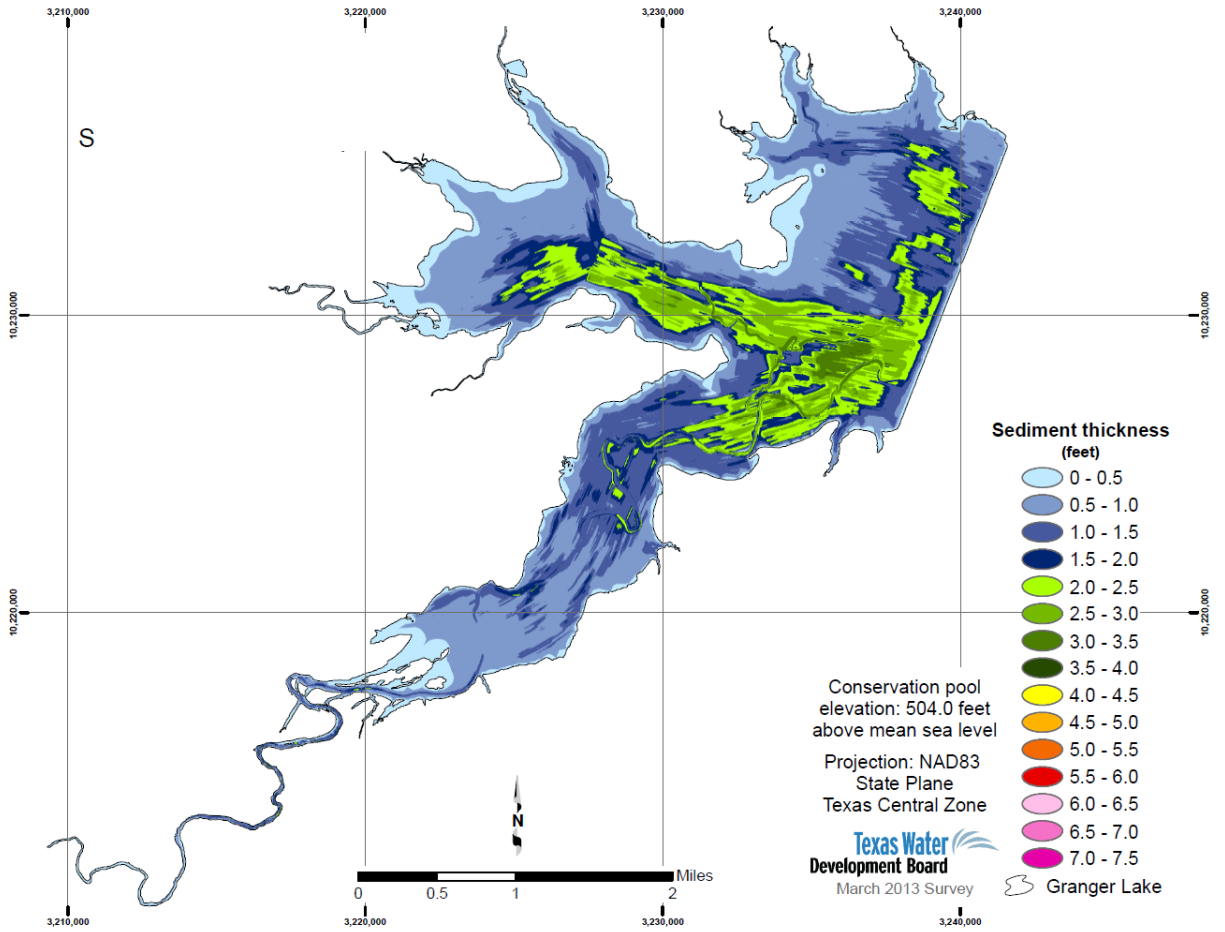 3,210,000
3,220,000
3,230,000
3,240,000
S
10,230,000
10,230,000
10,220,000
10,220,000
Sediment thickness
(feet)
0 - 0.5
0.5 - 1.0
1.0 - 1.5
1.5 - 2.0
2.0 - 2.5
2.5 - 3.0
3.0 - 3.5
3.5 - 4.0
4.0 - 4.5
4.5 - 5.0
5.0 - 5.5
5.5 - 6.0
6.0 - 6.5
6.5 - 7.0
7.0 - 7.5
Granger Lake
Conservation pool
elevation: 504.0 feet
above mean sea level
Projection: NAD83
State Plane
Texas Central Zone
Texas Water
Development Board
March 2013 Survey
N
Miles
0
0.5
1
2
3,210,000
3,220,000
3,230,000
3,240,000